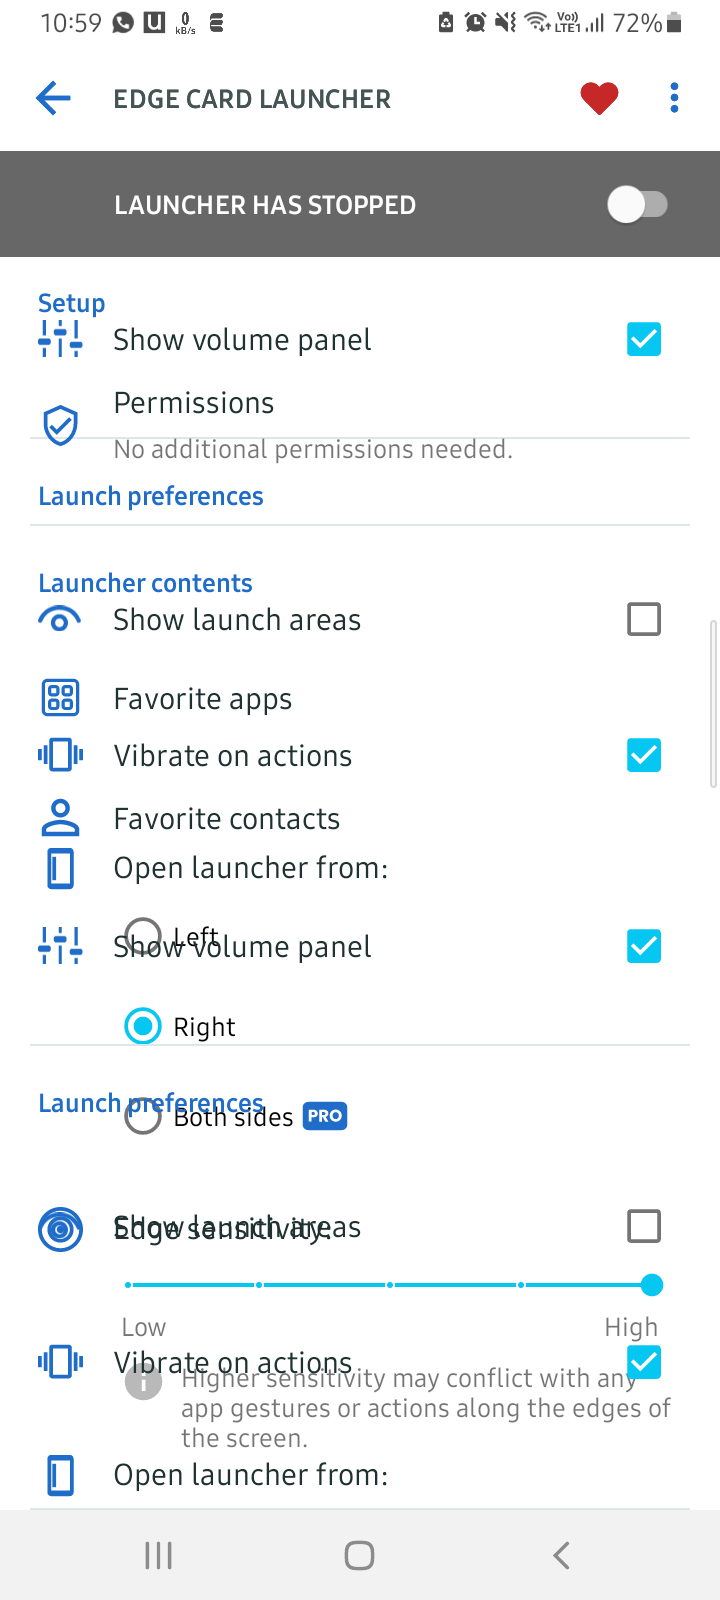 10:59 0 kB/s Vo)) LTE1 72%
EDGE CARD LAUNCHER
LAUNCHER HAS STOPPED
Setup
Show volume panel
Permissions
No additional permissions needed.
Launch preferences
Launcher contents
Show launch areas
Favorite apps
Vibrate on actions
Favorite contacts
Open launcher from:
Left
Show volume panel
Right
Launch preferences
Both sides PRO
Show launch areas
Edge sensitivity:
Low High
Vibrate on actions
Higher sensitivity may conflict with any
app gestures or actions along the edges of
the screen.
Open launcher from: